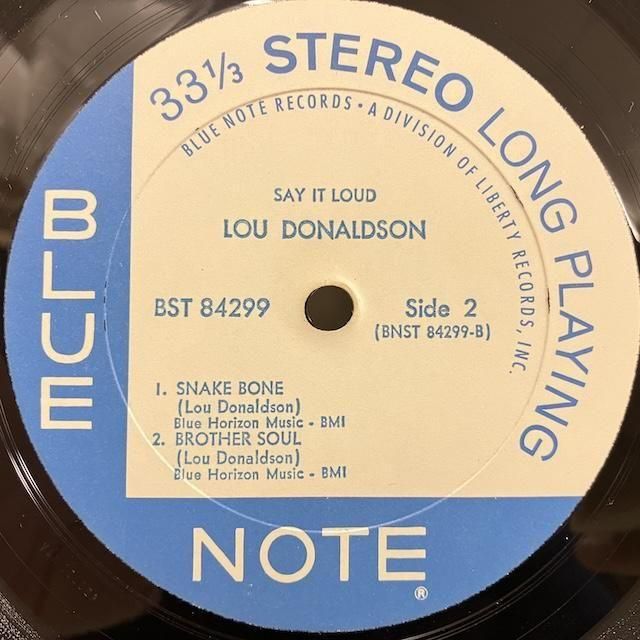 33⅓ STEREO LONG PLAYING
BLUE NOTE RECORDS • A DIVISION OF LIBERTY RECORDS, INC.
SAY IT LOUD
LOU DONALDSON
BST 84299
Side 2
(BNST 84299-B)
1. SNAKE BONE
(Lou Donaldson)
Blue Horizon Music - BMI
2. BROTHER SOUL
(Lou Donaldson)
Blue Horizon Music - BMI
BLUE
NOTE ®